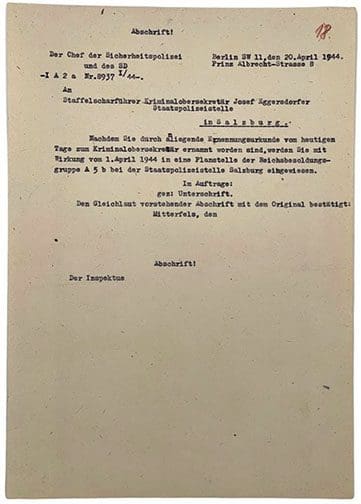 Abschrift!
18
Der Chef der Sicherheitspolizei
und des SD
-I A 2 a Nr.8937 I/44-.
Berlin SW 11, den 20.April 1944.
Prinz Albrecht-Strasse 8
An
Staffelscharführer Kriminalobersekretär Josef Eggersdorfer
Staatspolizeistelle
in Salzburg.
Nachdem Sie durch anliegende Ernennungsurkunde vom heutigen
Tage zum Kriminalobersekretär ernannt worden sind,werden Sie mit
Wirkung vom 1.April 1944 in eine Planstelle der Reichsbesoldungs-
gruppe A 5 b bei der Staatspolizeistelle Salzburg eingewiesen.
Im Auftrage:
gez: Unterschrift.
Den Gleichlaut vorstehender Abschrift mit dem Original bestätigt:
Mitterfels, den
Abschrift!
Der Inspekteur